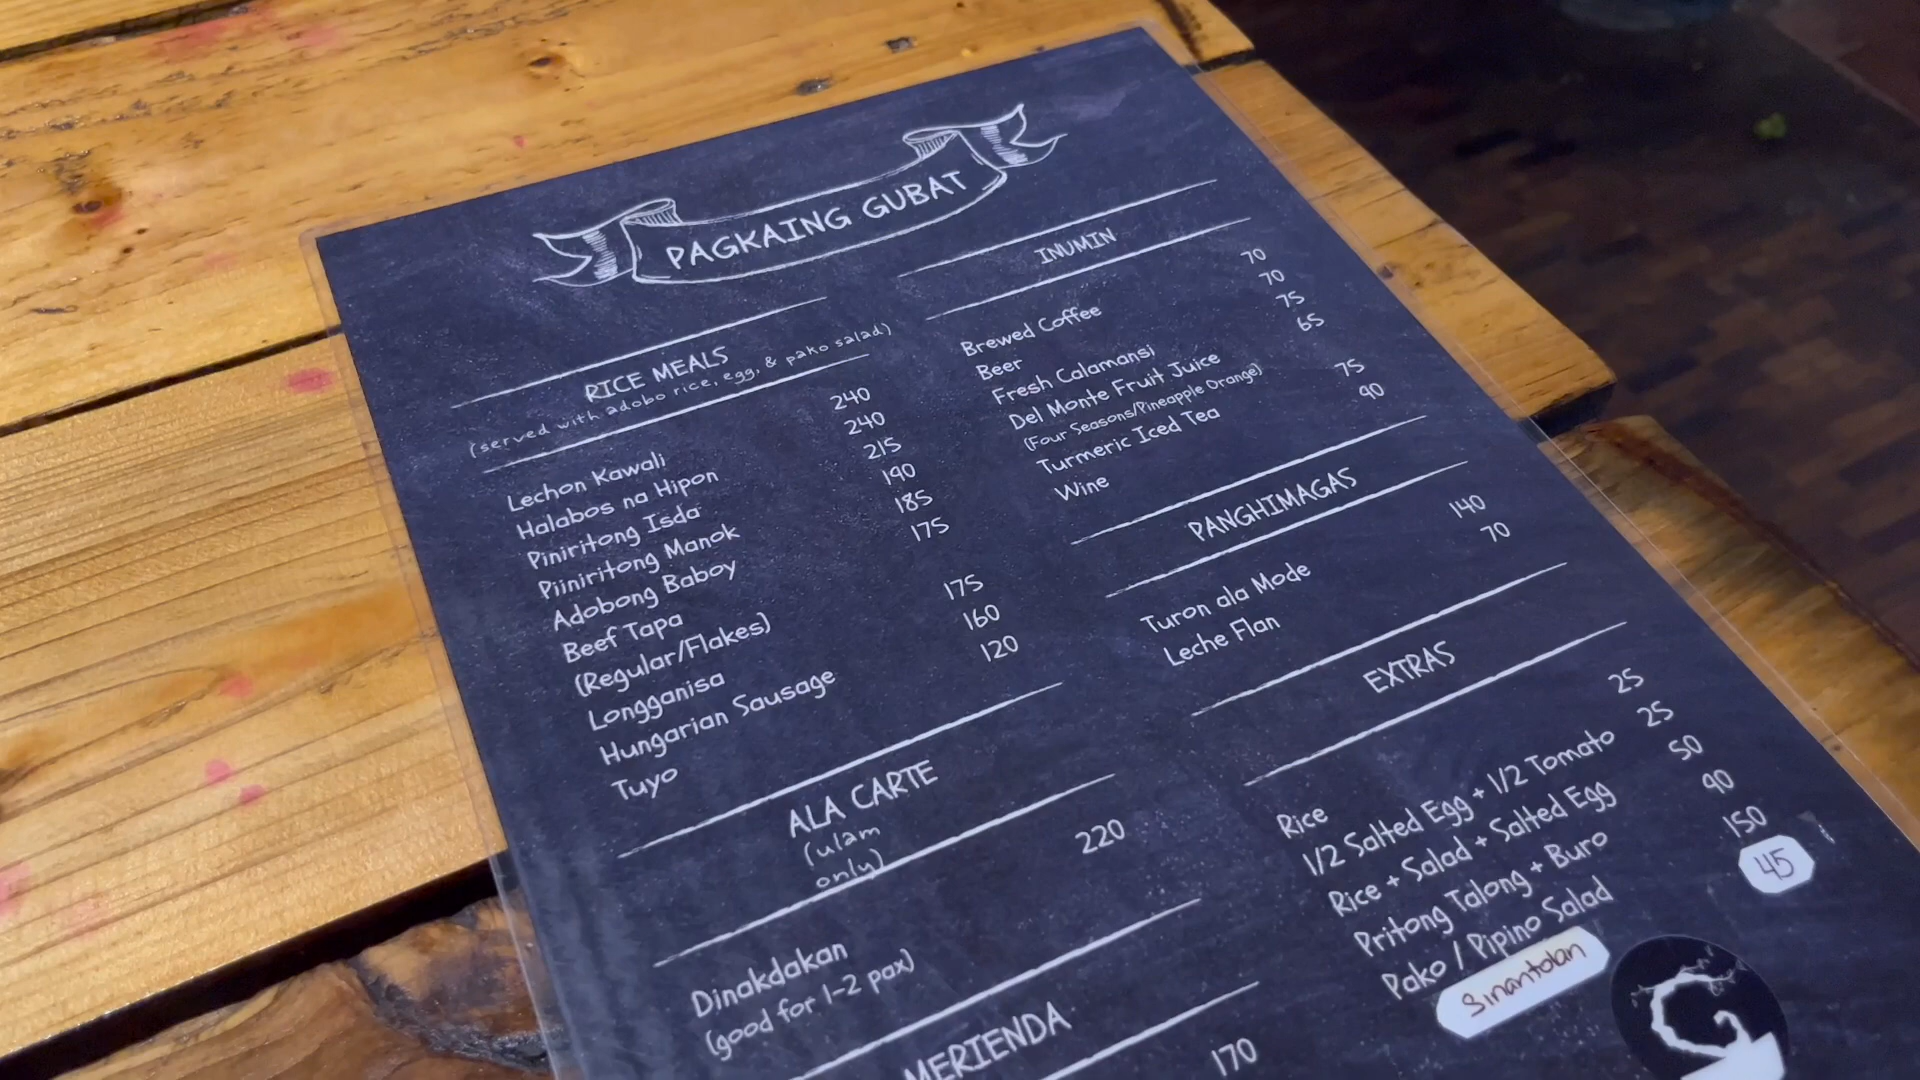 PAGKAING GUBAT
RICE MEALS
(served with adobo rice, egg, & pako salad)
Lechon Kawali 240
Halabos na Hipon 240
Piniritong Isda 215
Piiniritong Manok 190
Adobong Baboy 185
Beef Tapa 175
(Regular/Flakes)
Longganisa 175
Hungarian Sausage 160
Tuyo 120
ALA CARTE
(ulam
only)
Dinakdakan 220
(good for 1-2 pax)
MERIENDA
170
INUMIN
Brewed Coffee 70
Beer 70
Fresh Calamansi 75
Del Monte Fruit Juice 65
(Four Seasons/Pineapple Orange)
Turmeric Iced Tea 75
Wine 90
PANGHIMAGAS
Turon ala Mode 140
Leche Flan 70
EXTRAS
Rice 25
1/2 Salted Egg + 1/2 Tomato 25
Rice + Salad + Salted Egg 50
Pritong Talong + Buro 90
Pako / Pipino Salad 150
Sinantolan 45